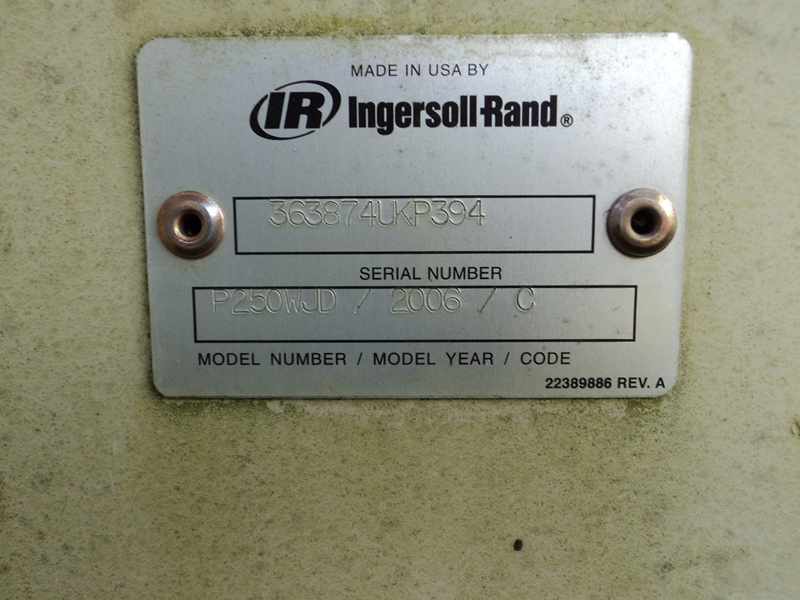 MADE IN USA BY
IR Ingersoll-Rand®
363874UKP394
SERIAL NUMBER
P250WJD / 2006 / C
MODEL NUMBER / MODEL YEAR / CODE
22389886 REV. A